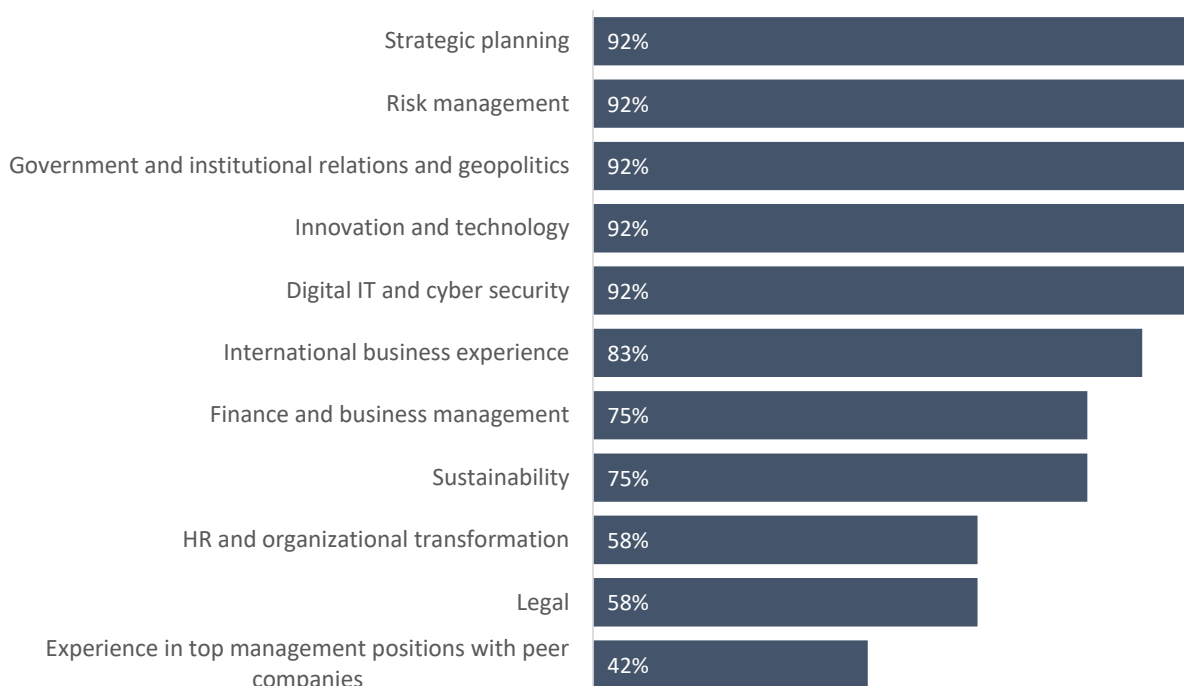 Strategic planning 92%
Risk management 92%
Government and institutional relations and geopolitics 92%
Innovation and technology 92%
Digital IT and cyber security 92%
International business experience 83%
Finance and business management 75%
Sustainability 75%
HR and organizational transformation 58%
Legal 58%
Experience in top management positions with peer
companies 42%